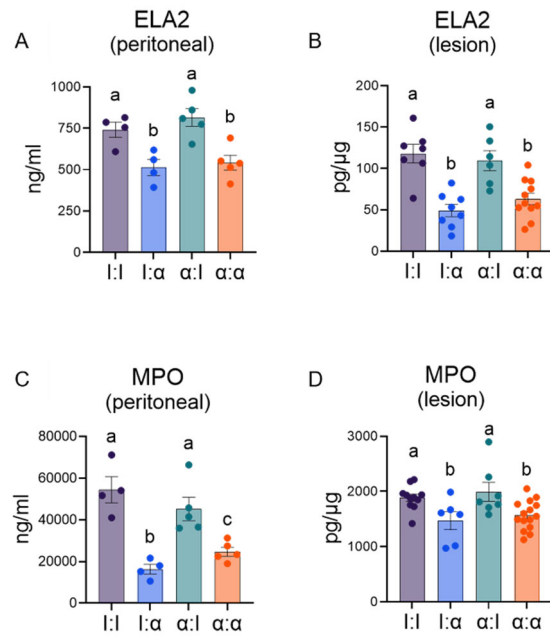 A
ELA2
(peritoneal)
ng/ml
1000
750
500
250
0
a
b
a
b
I:I
I:α
α:I
α:α
B
ELA2
(lesion)
pg/µg
200
150
100
50
0
a
b
a
b
I:I
I:α
α:I
α:α
C
MPO
(peritoneal)
ng/ml
80000
60000
40000
20000
0
a
b
a
c
I:I
I:α
α:I
α:α
D
MPO
(lesion)
pg/µg
3000
2000
1000
0
a
b
a
b
I:I
I:α
α:I
α:α